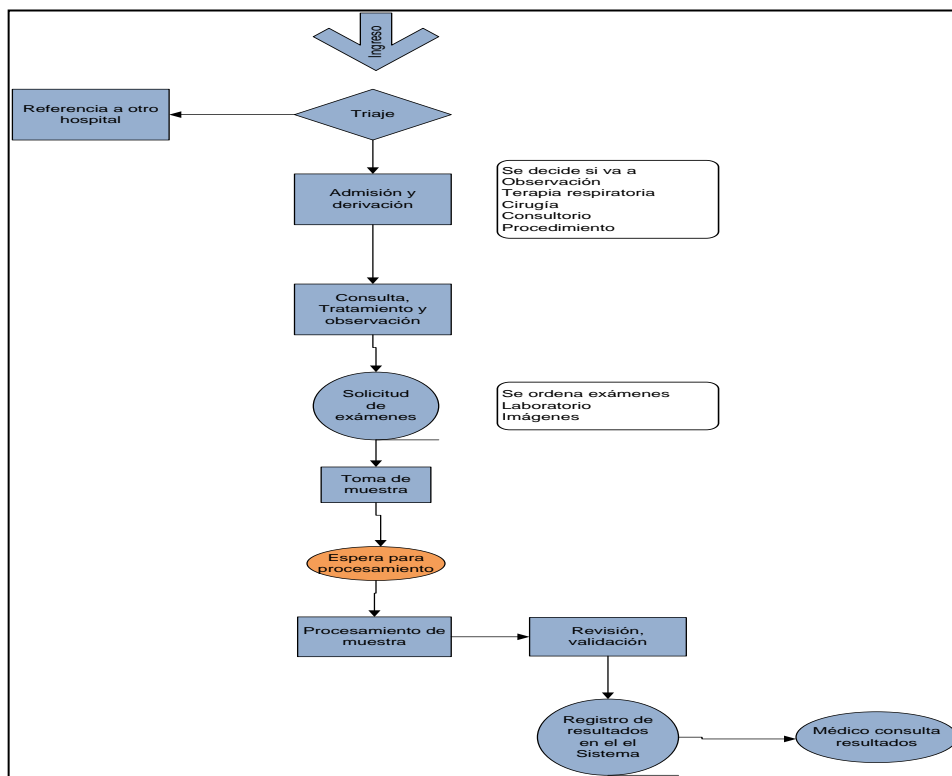 Ingreso
Referencia a otro
hospital
Triaje
Admisión y
derivación
Se decide si va a
Observación
Terapia respiratoria
Cirugía
Consultorio
Procedimiento
Consulta,
Tratamiento y
observación
Solicitud
de
exámenes
Se ordena exámenes
Laboratorio
Imágenes
Toma de
muestra
Espera para
procesamiento
Procesamiento de
muestra
Revisión,
validación
Registro de
resultados
en el el
Sistema
Médico consulta
resultados